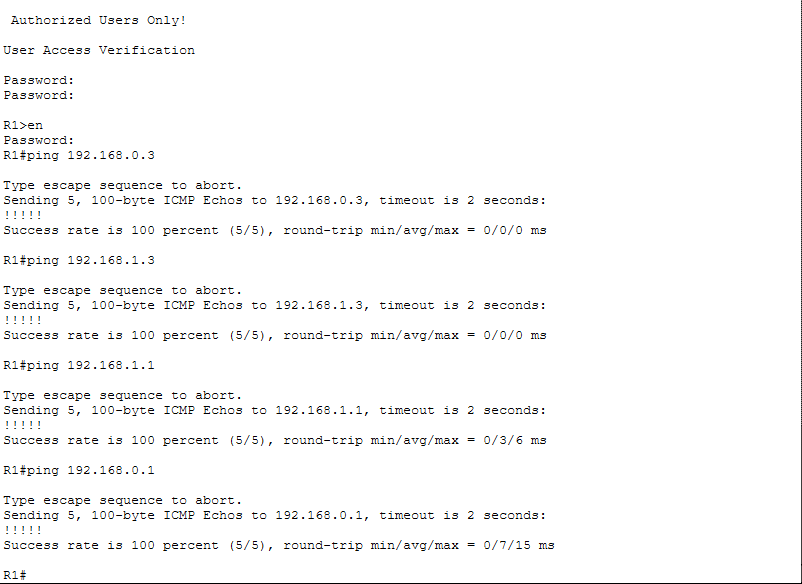 Authorized Users Only!
User Access Verification
Password:
Password:
R1>en
Password:
R1#ping 192.168.0.3
Type escape sequence to abort.
Sending 5, 100-byte ICMP Echos to 192.168.0.3, timeout is 2 seconds:
!!!!!
Success rate is 100 percent (5/5), round-trip min/avg/max = 0/0/0 ms
R1#ping 192.168.1.3
Type escape sequence to abort.
Sending 5, 100-byte ICMP Echos to 192.168.1.3, timeout is 2 seconds:
!!!!!
Success rate is 100 percent (5/5), round-trip min/avg/max = 0/0/0 ms
R1#ping 192.168.1.1
Type escape sequence to abort.
Sending 5, 100-byte ICMP Echos to 192.168.1.1, timeout is 2 seconds:
!!!!!
Success rate is 100 percent (5/5), round-trip min/avg/max = 0/3/6 ms
R1#ping 192.168.0.1
Type escape sequence to abort.
Sending 5, 100-byte ICMP Echos to 192.168.0.1, timeout is 2 seconds:
!!!!!
Success rate is 100 percent (5/5), round-trip min/avg/max = 0/7/15 ms
R1#